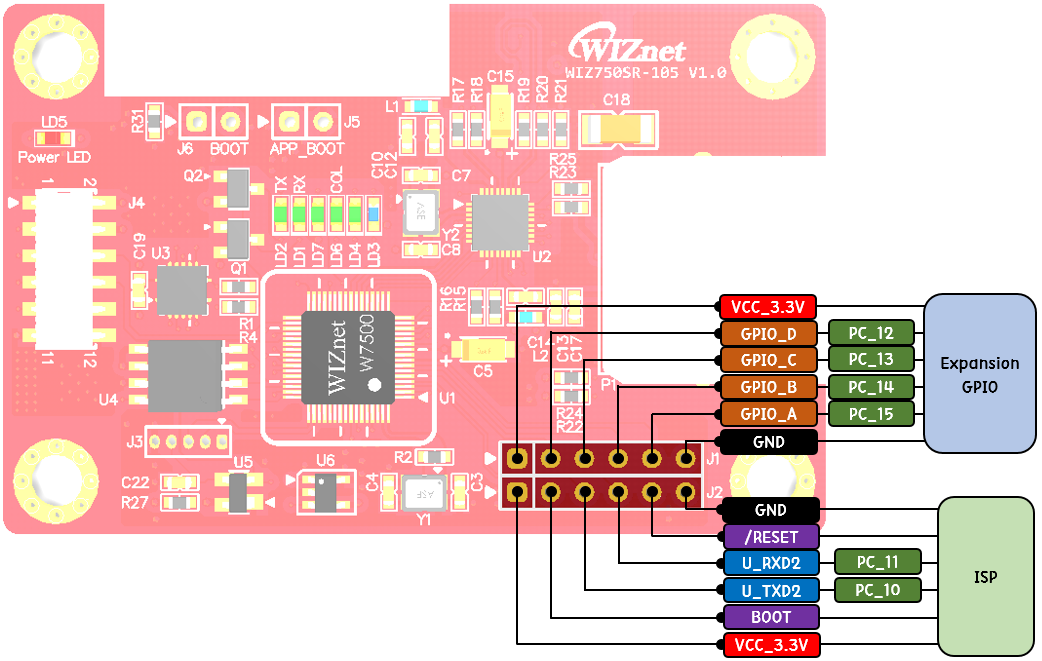 WIZnet
WIZ750SR-105 V1.0
LD5
Power LED
R31
J6
BOOT
APP_BOOT
J5
L1
C10
C12
R17
R18
C15
R19
R20
R21
C18
R25
R23
C7
Y2
C8
U2
1
2
J4
11
12
Q2
Q1
TX
RX
COL
LD2
LD1
LD7
LD6
LD4
LD3
C19
U3
R1
R4
U4
J3
WIZnet
W7500
U1
R16
R15
C14
L2
C13
C17
C5
P1
R24
R22
C22
R27
U5
U6
R2
C4
C3
Y1
J1
J2
VCC_3.3V
GPIO_D PC_12
GPIO_C PC_13
GPIO_B PC_14
GPIO_A PC_15
GND
Expansion
GPIO
GND
/RESET
U_RXD2 PC_11
U_TXD2 PC_10
BOOT
VCC_3.3V
ISP